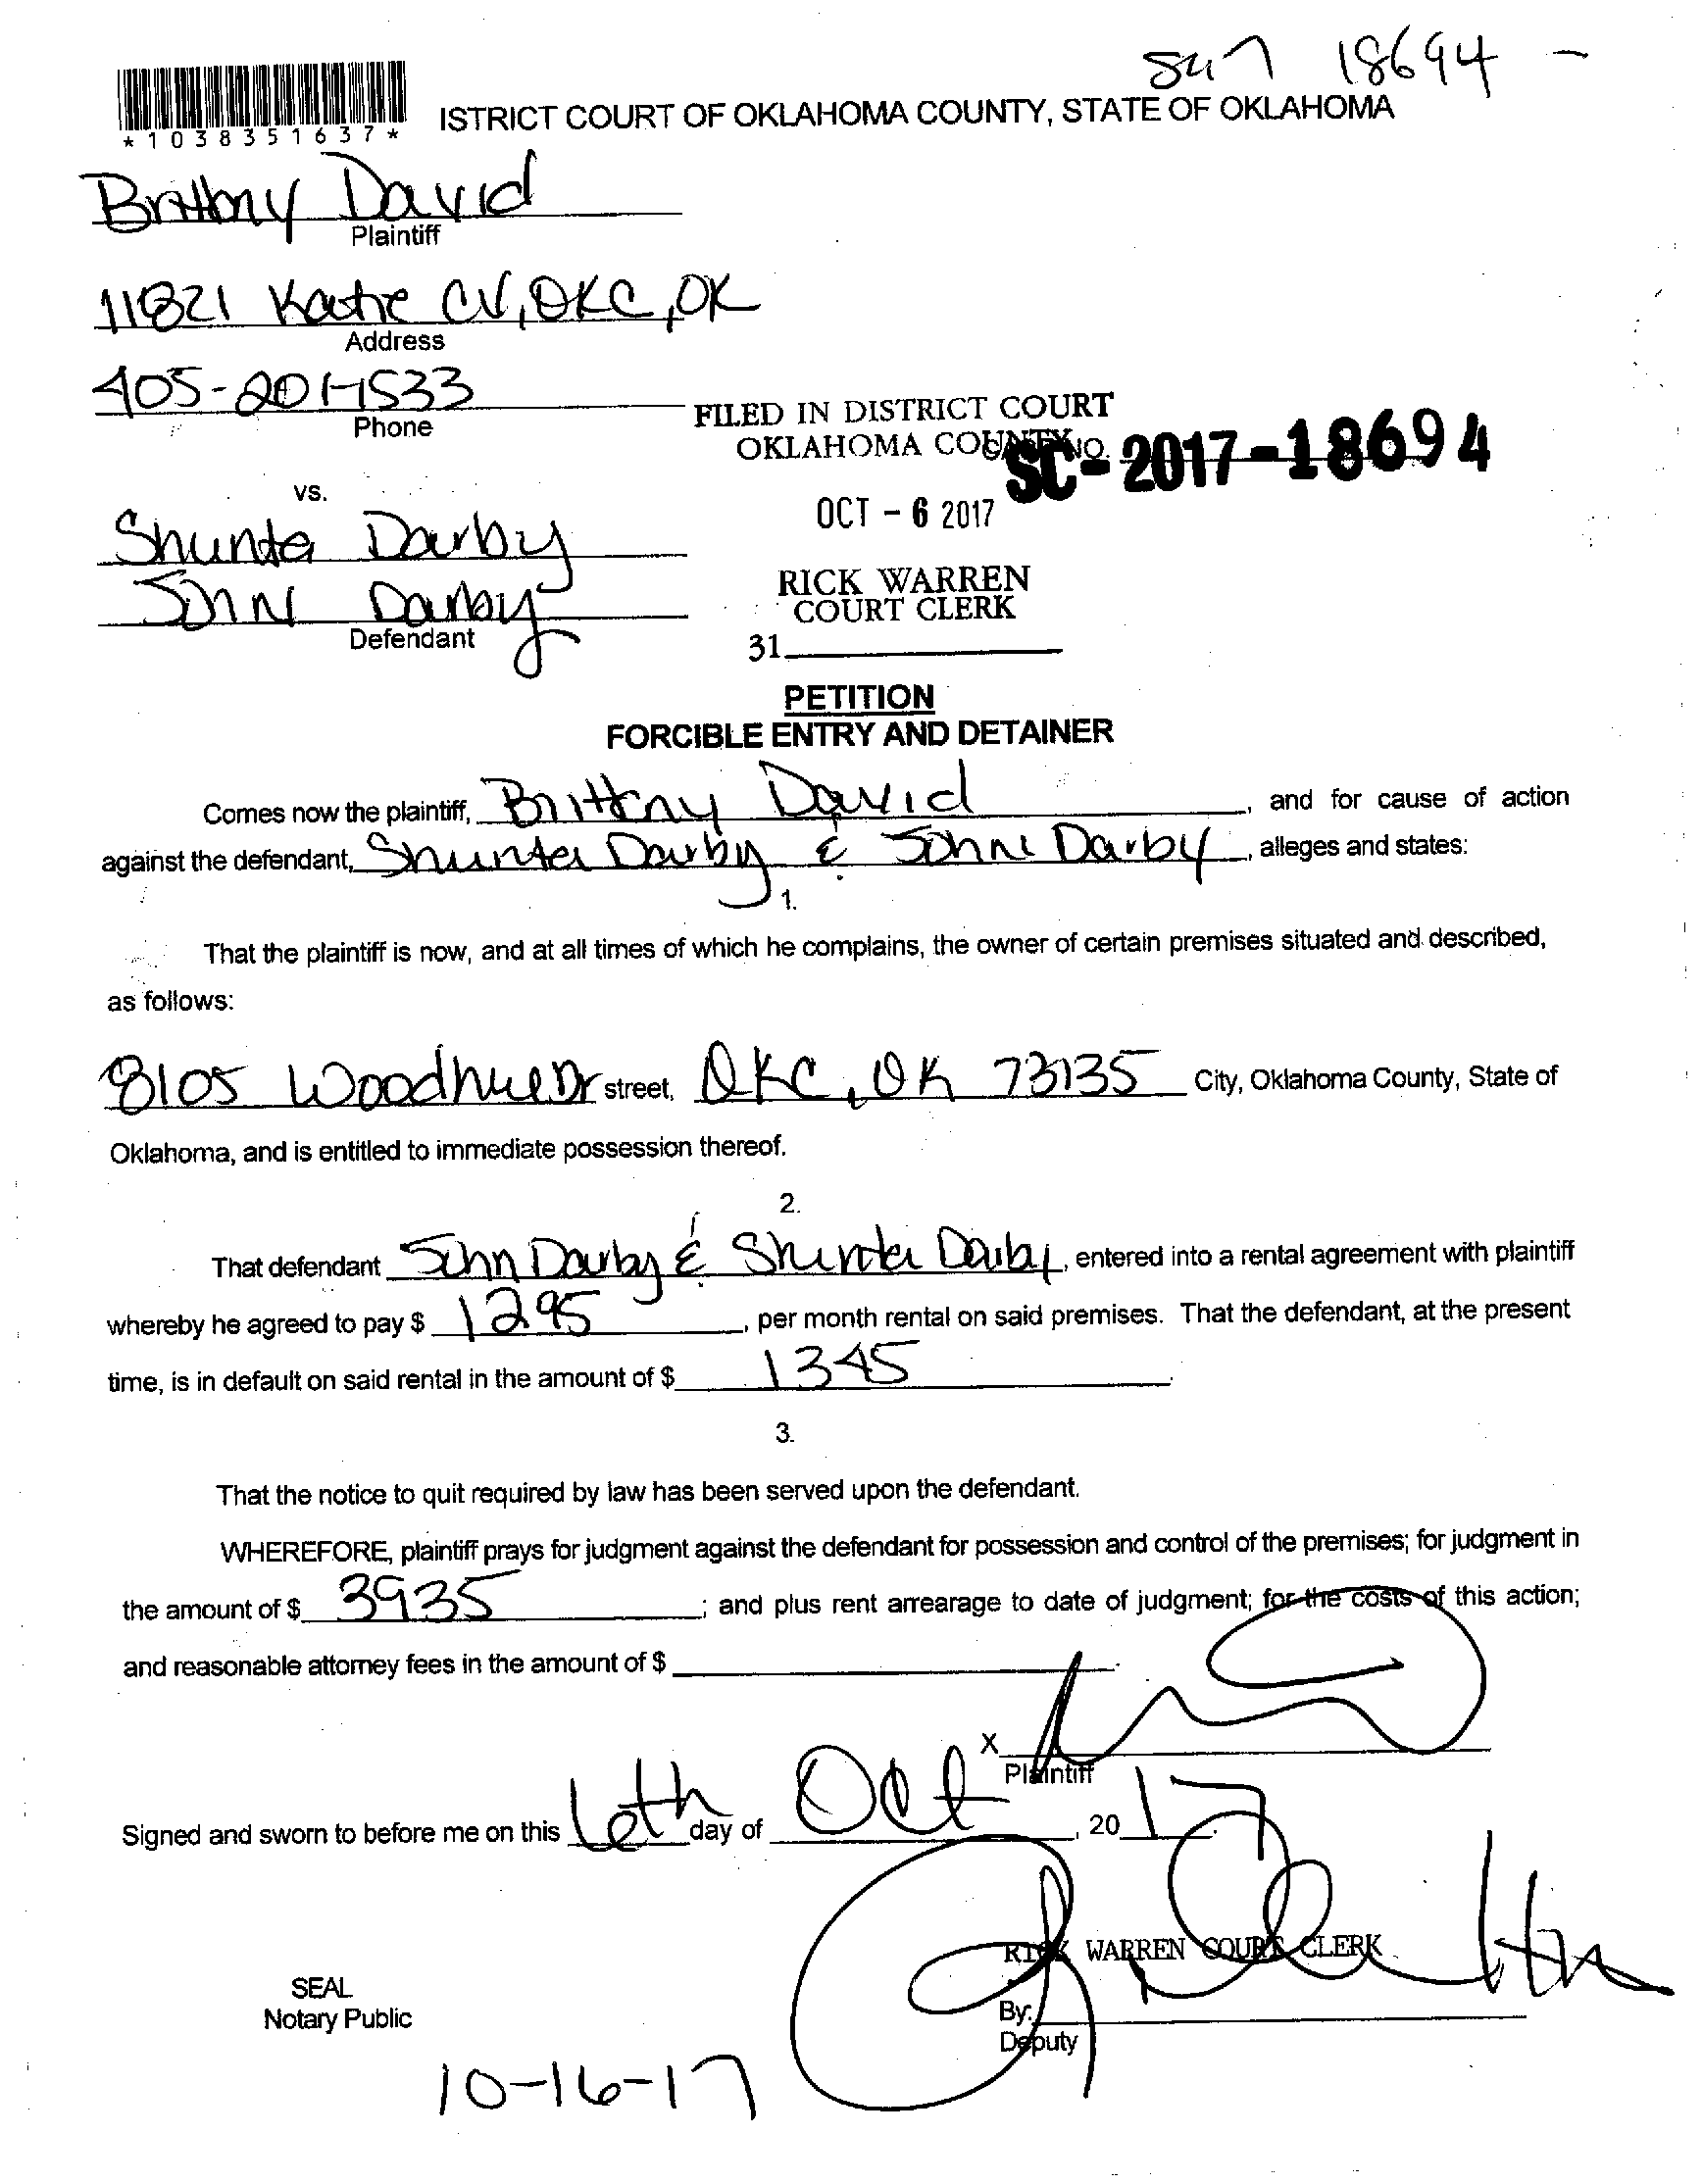 Su7 18694 -
*1038351637*
ISTRICT COURT OF OKLAHOMA COUNTY, STATE OF OKLAHOMA
Brittany David
Plaintiff
11821 Katie CV, OKC, OK
Address
405-201-1533
Phone
FILED IN DISTRICT COURT
OKLAHOMA COUNTY NO. SC-2017-18694
vs.
OCT - 6 2017
Shunta Darby
RICK WARREN
John Darby
COURT CLERK
Defendant
31
PETITION
FORCIBLE ENTRY AND DETAINER
Comes now the plaintiff, Brittany David, and for cause of action
against the defendant, Shunta Darby & John Darby, alleges and states:
1.
That the plaintiff is now, and at all times of which he complains, the owner of certain premises situated and described,
as follows:
8105 Woodhue Dr street, OKC, OK 73135 City, Oklahoma County, State of
Oklahoma, and is entitled to immediate possession thereof.
2.
That defendant John Darby & Shunta Darby, entered into a rental agreement with plaintiff
whereby he agreed to pay $ 1295, per month rental on said premises. That the defendant, at the present
time, is in default on said rental in the amount of $ 1345.
3.
That the notice to quit required by law has been served upon the defendant.
WHEREFORE, plaintiff prays for judgment against the defendant for possession and control of the premises; for judgment in
the amount of $ 3935; and plus rent arrearage to date of judgment; for the costs of this action;
and reasonable attorney fees in the amount of $
X
Plaintiff
Signed and sworn to before me on this 6th day of Oct, 2017.
RICK WARREN COURT CLERK
SEAL
Notary Public
By:
Deputy
10-16-17